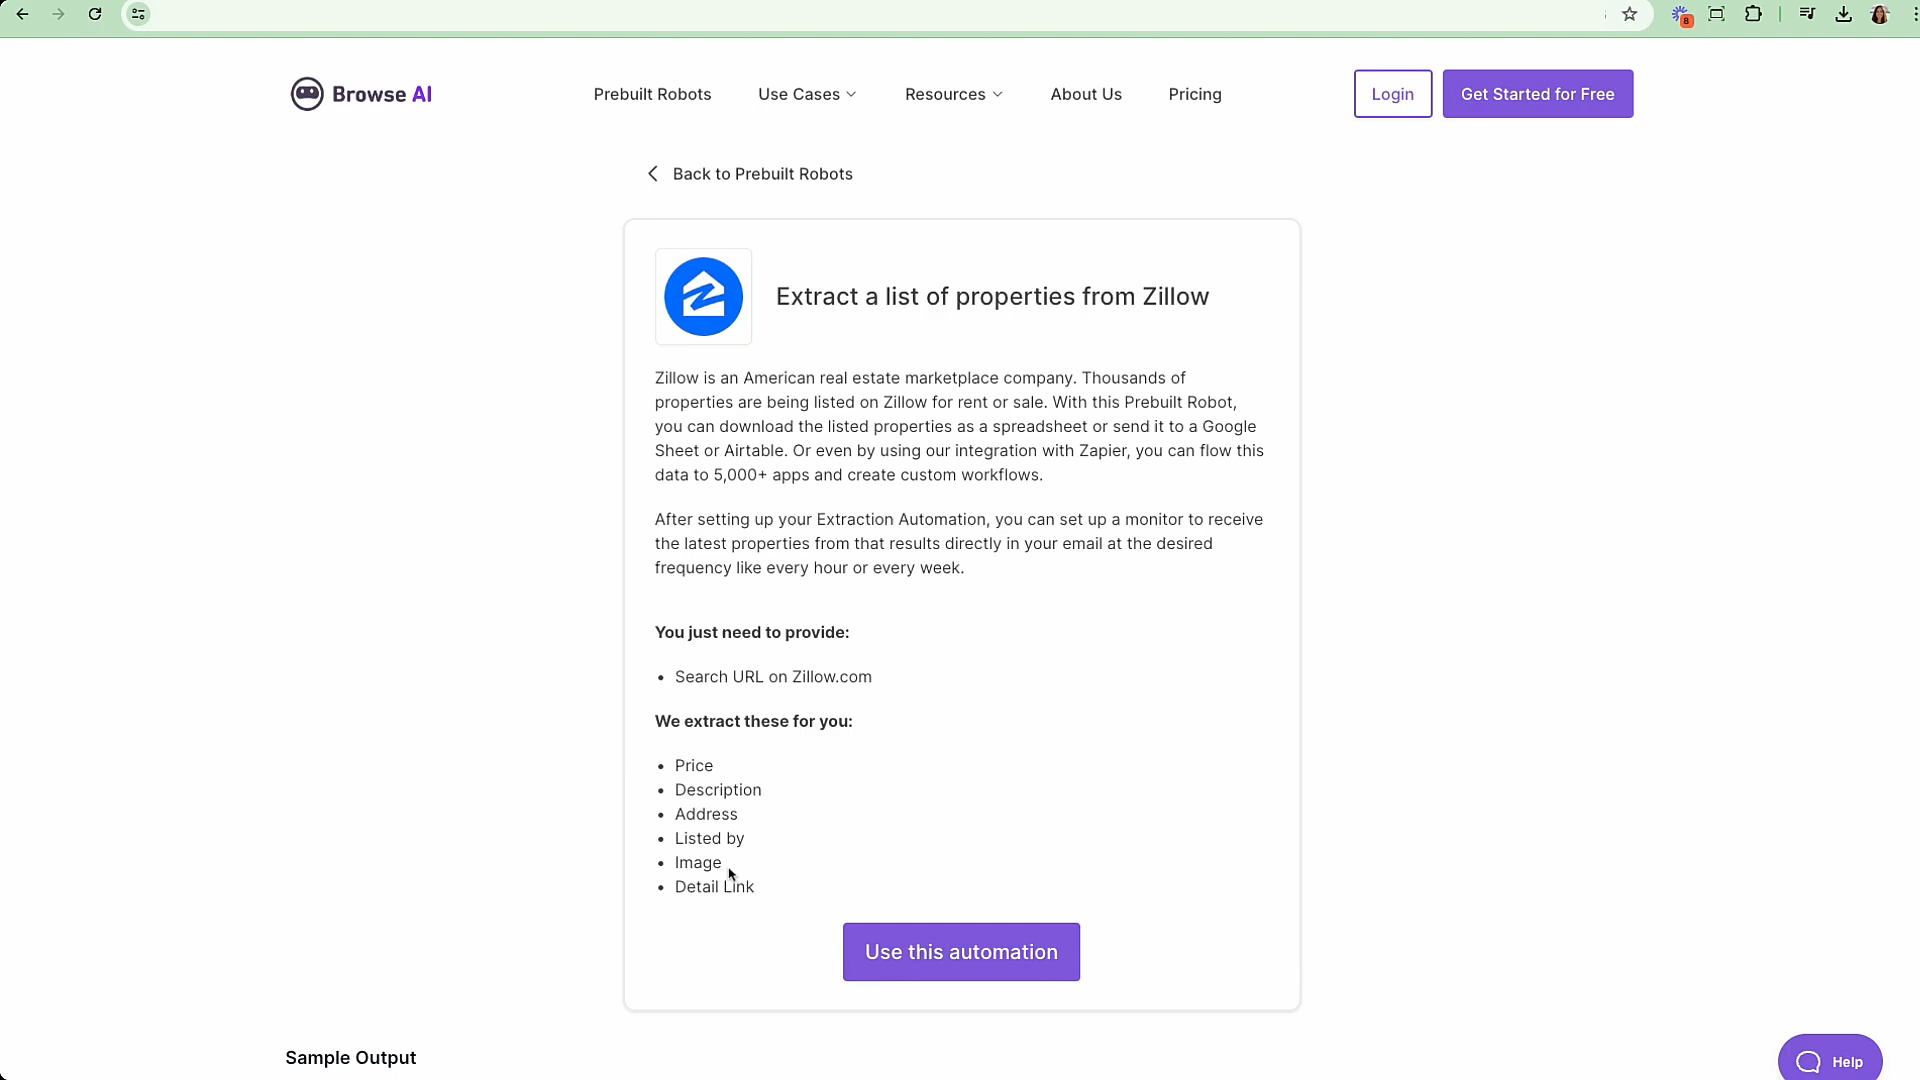 8
Browse AI
Prebuilt Robots
Use Cases
Resources
About Us
Pricing
Login
Get Started for Free
Back to Prebuilt Robots
Extract a list of properties from Zillow
Zillow is an American real estate marketplace company. Thousands of
properties are being listed on Zillow for rent or sale. With this Prebuilt Robot,
you can download the listed properties as a spreadsheet or send it to a Google
Sheet or Airtable. Or even by using our integration with Zapier, you can flow this
data to 5,000+ apps and create custom workflows.
After setting up your Extraction Automation, you can set up a monitor to receive
the latest properties from that results directly in your email at the desired
frequency like every hour or every week.
You just need to provide:
• Search URL on Zillow.com
We extract these for you:
• Price
• Description
• Address
• Listed by
• Image
• Detail Link
Use this automation
Sample Output
Help